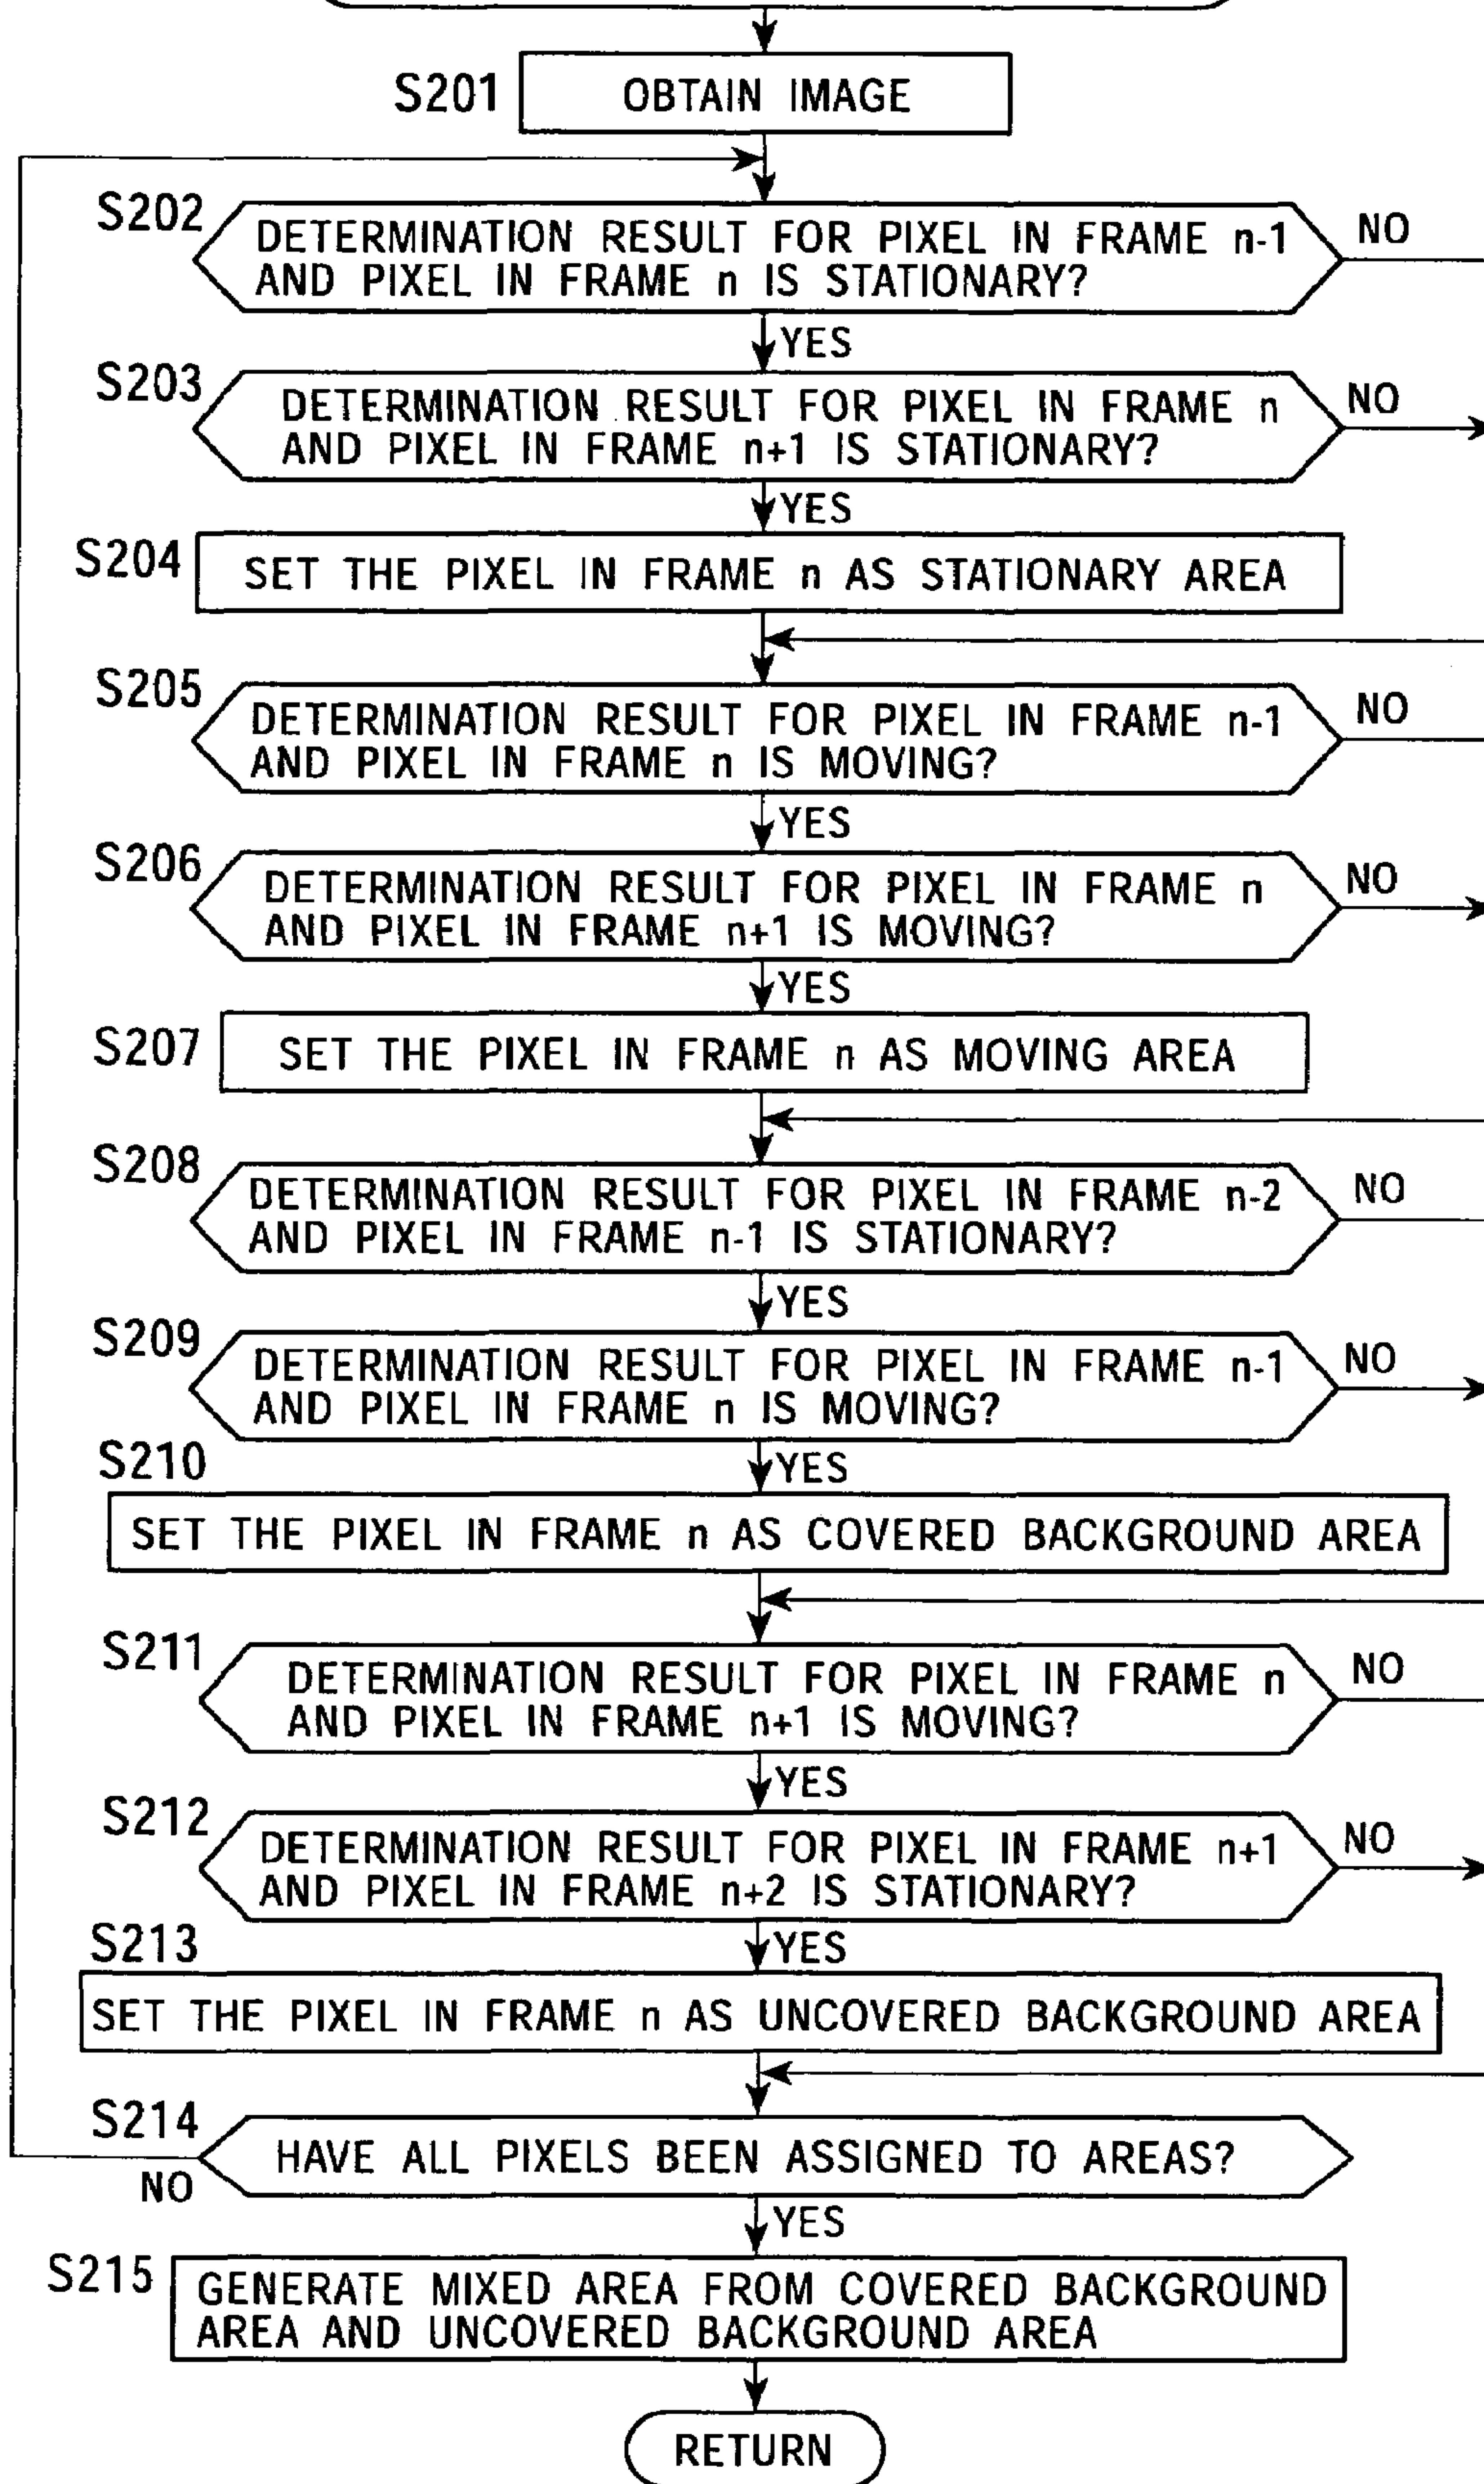 S201
OBTAIN IMAGE
S202
DETERMINATION RESULT FOR PIXEL IN FRAME n-1
AND PIXEL IN FRAME n IS STATIONARY?
NO
YES
S203
DETERMINATION RESULT FOR PIXEL IN FRAME n
AND PIXEL IN FRAME n+1 IS STATIONARY?
NO
YES
S204
SET THE PIXEL IN FRAME n AS STATIONARY AREA
S205
DETERMINATION RESULT FOR PIXEL IN FRAME n-1
AND PIXEL IN FRAME n IS MOVING?
NO
YES
S206
DETERMINATION RESULT FOR PIXEL IN FRAME n
AND PIXEL IN FRAME n+1 IS MOVING?
NO
YES
S207
SET THE PIXEL IN FRAME n AS MOVING AREA
S208
DETERMINATION RESULT FOR PIXEL IN FRAME n-2
AND PIXEL IN FRAME n-1 IS STATIONARY?
NO
YES
S209
DETERMINATION RESULT FOR PIXEL IN FRAME n-1
AND PIXEL IN FRAME n IS MOVING?
NO
YES
S210
SET THE PIXEL IN FRAME n AS COVERED BACKGROUND AREA
S211
DETERMINATION RESULT FOR PIXEL IN FRAME n
AND PIXEL IN FRAME n+1 IS MOVING?
NO
YES
S212
DETERMINATION RESULT FOR PIXEL IN FRAME n+1
AND PIXEL IN FRAME n+2 IS STATIONARY?
NO
YES
S213
SET THE PIXEL IN FRAME n AS UNCOVERED BACKGROUND AREA
S214
HAVE ALL PIXELS BEEN ASSIGNED TO AREAS?
NO
YES
S215
GENERATE MIXED AREA FROM COVERED BACKGROUND
AREA AND UNCOVERED BACKGROUND AREA
RETURN